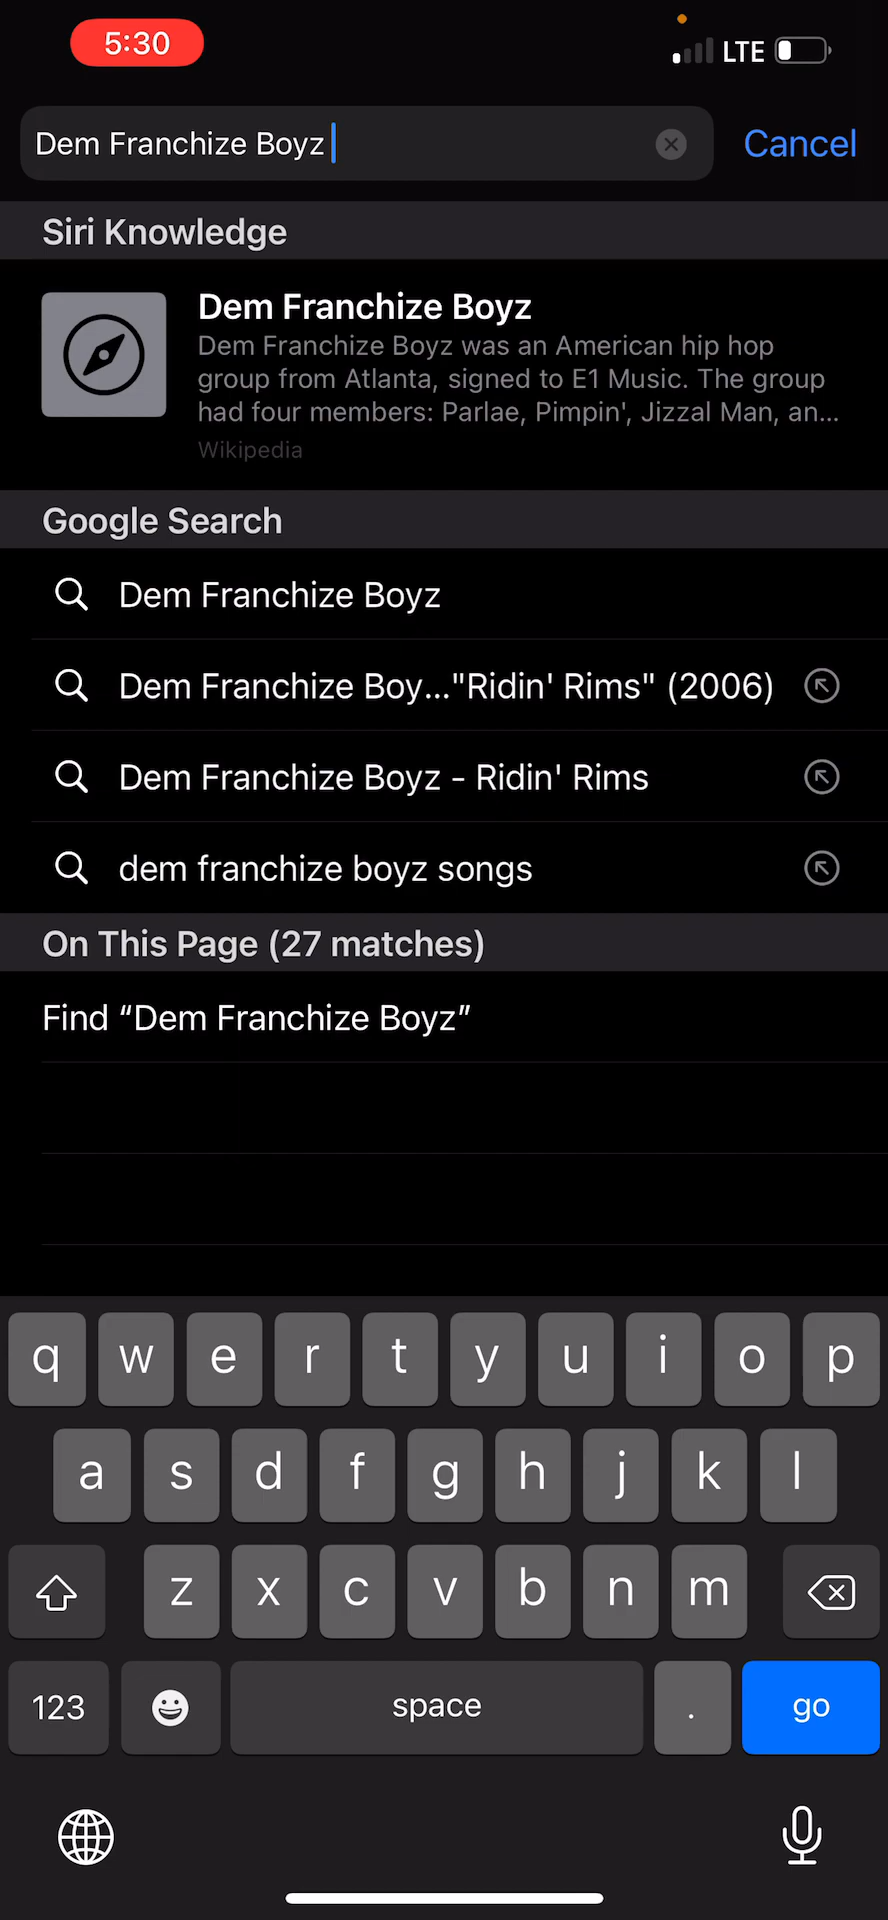 5:30
LTE
Dem Franchize Boyz
Cancel
Siri Knowledge
Dem Franchize Boyz
Dem Franchize Boyz was an American hip hop
group from Atlanta, signed to E1 Music. The group
had four members: Parlae, Pimpin', Jizzal Man, an...
Wikipedia
Google Search
Dem Franchize Boyz
Dem Franchize Boy..."Ridin' Rims" (2006)
Dem Franchize Boyz - Ridin' Rims
dem franchize boyz songs
On This Page (27 matches)
Find “Dem Franchize Boyz”
q w e r t y u i o p
a s d f g h j k l
z x c v b n m
123 space . go